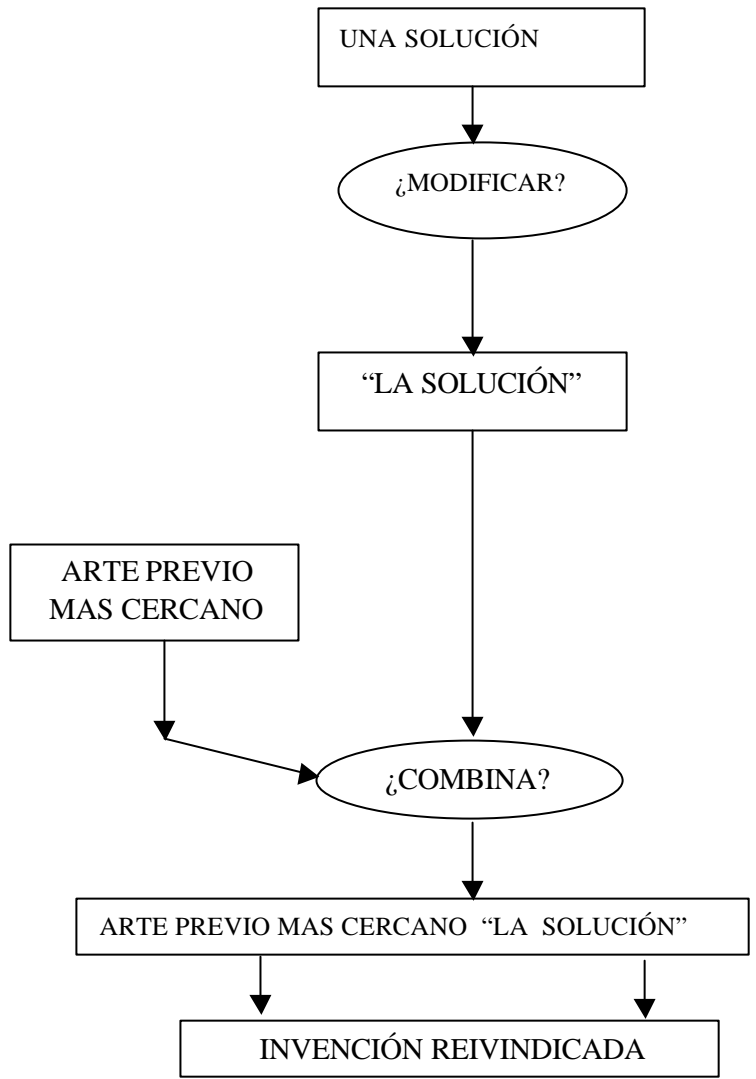 UNA SOLUCIÓN
¿MODIFICAR?
“LA SOLUCIÓN”
ARTE PREVIO
MAS CERCANO
¿COMBINA?
ARTE PREVIO MAS CERCANO “LA SOLUCIÓN”
INVENCIÓN REIVINDICADA